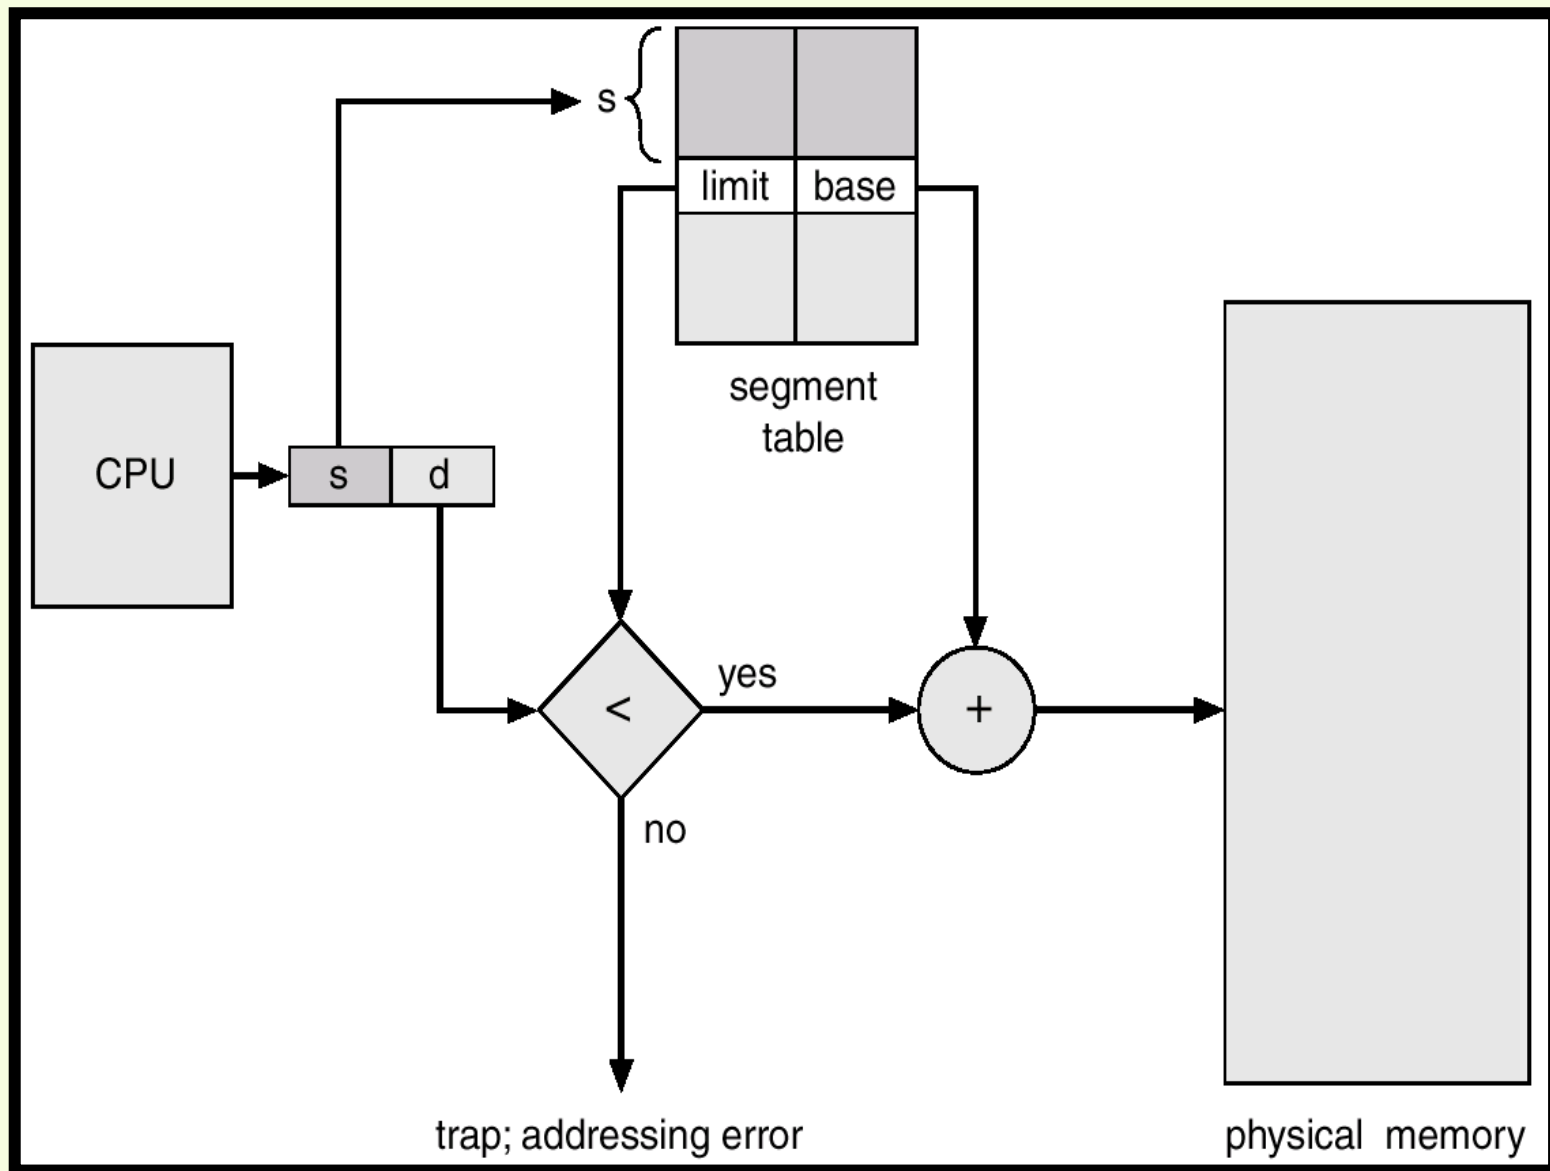 s
limit base
segment
table
CPU
s d
yes
<
+
no
trap; addressing error
physical memory